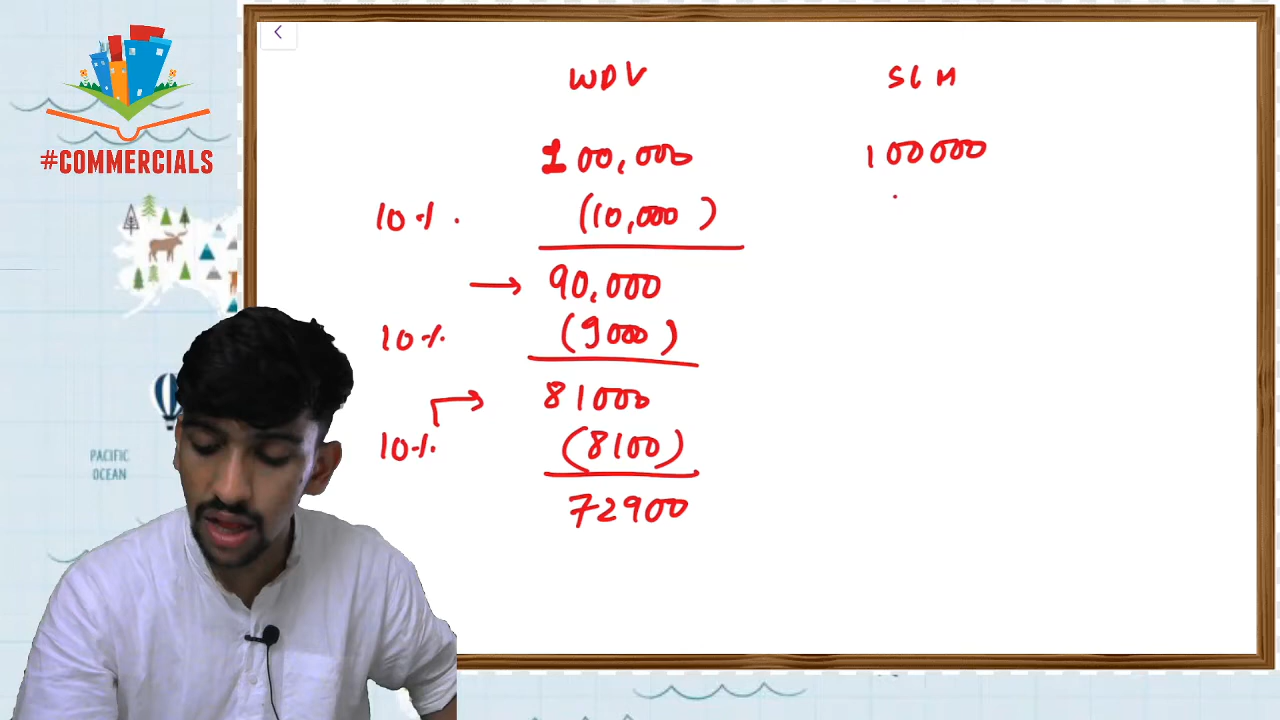 #COMMERCIALS
PACIFIC
OCEAN
WDV SLM
100,000 100000
10% (10,000)
90,000
10% (9000)
81000
10% (8100)
72900